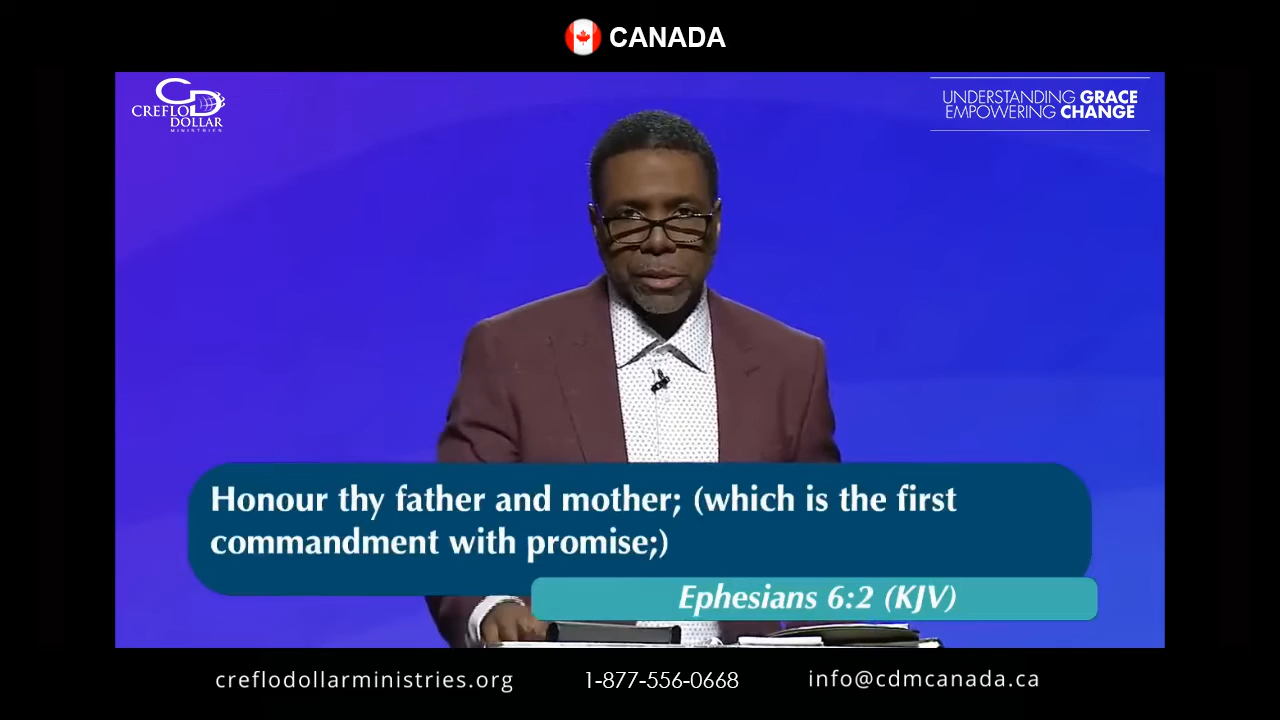 CANADA
CREFLO
DOLLAR
MINISTRIES
UNDERSTANDING GRACE
EMPOWERING CHANGE
Honour thy father and mother; (which is the first
commandment with promise;)
Ephesians 6:2 (KJV)
creflodollarministries.org
1-877-556-0668
info@cdmcanada.ca